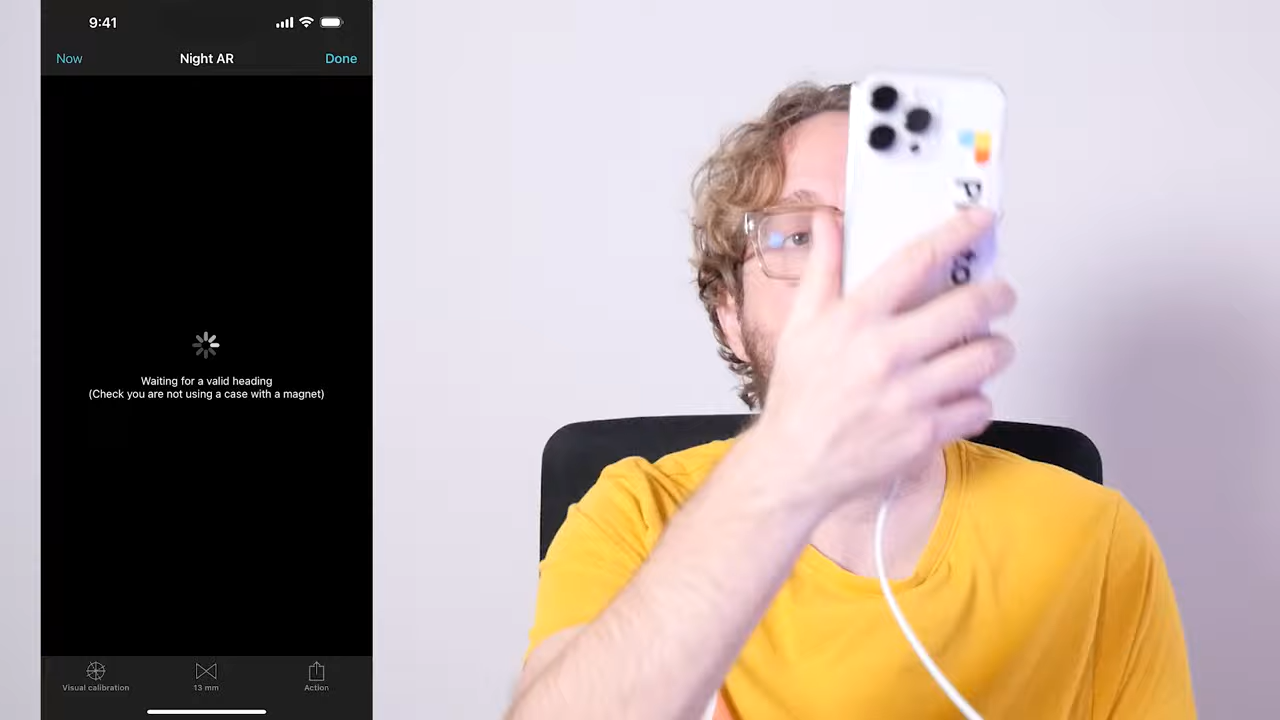 9:41
Now
Night AR
Done
Waiting for a valid heading
(Check you are not using a case with a magnet)
Visual calibration
13 mm
Action